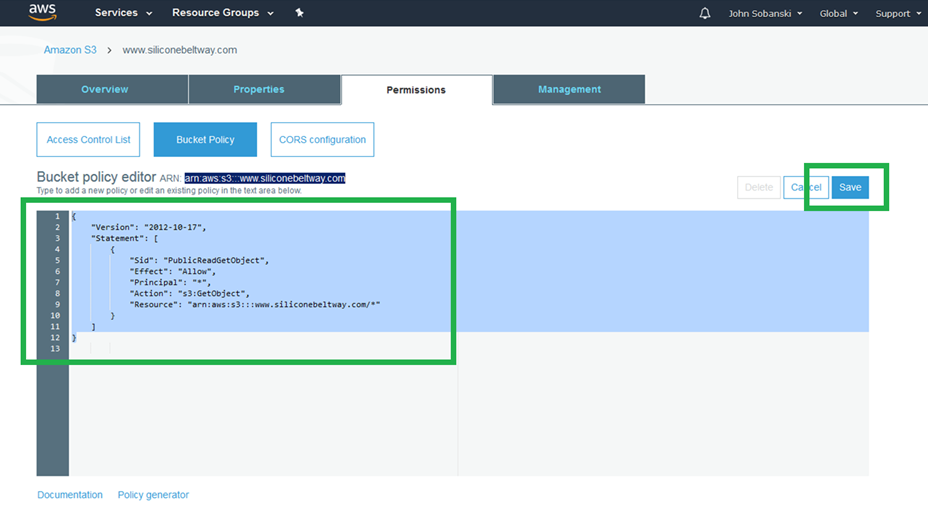 aws Services Resource Groups John Sobanski Global Support
Amazon S3 > www.siliconebeltway.com
Overview Properties Permissions Management
Access Control List Bucket Policy CORS configuration
Bucket policy editor ARN: arn:aws:s3:::www.siliconebeltway.com
Type to add a new policy or edit an existing policy in the text area below.
Delete Cancel Save
1 {
2 "Version": "2012-10-17",
3 "Statement": [
4 {
5 "Sid": "PublicReadGetObject",
6 "Effect": "Allow",
7 "Principal": "*",
8 "Action": "s3:GetObject",
9 "Resource": "arn:aws:s3:::www.siliconebeltway.com/*"
10 }
11 ]
12 }
13
Documentation Policy generator